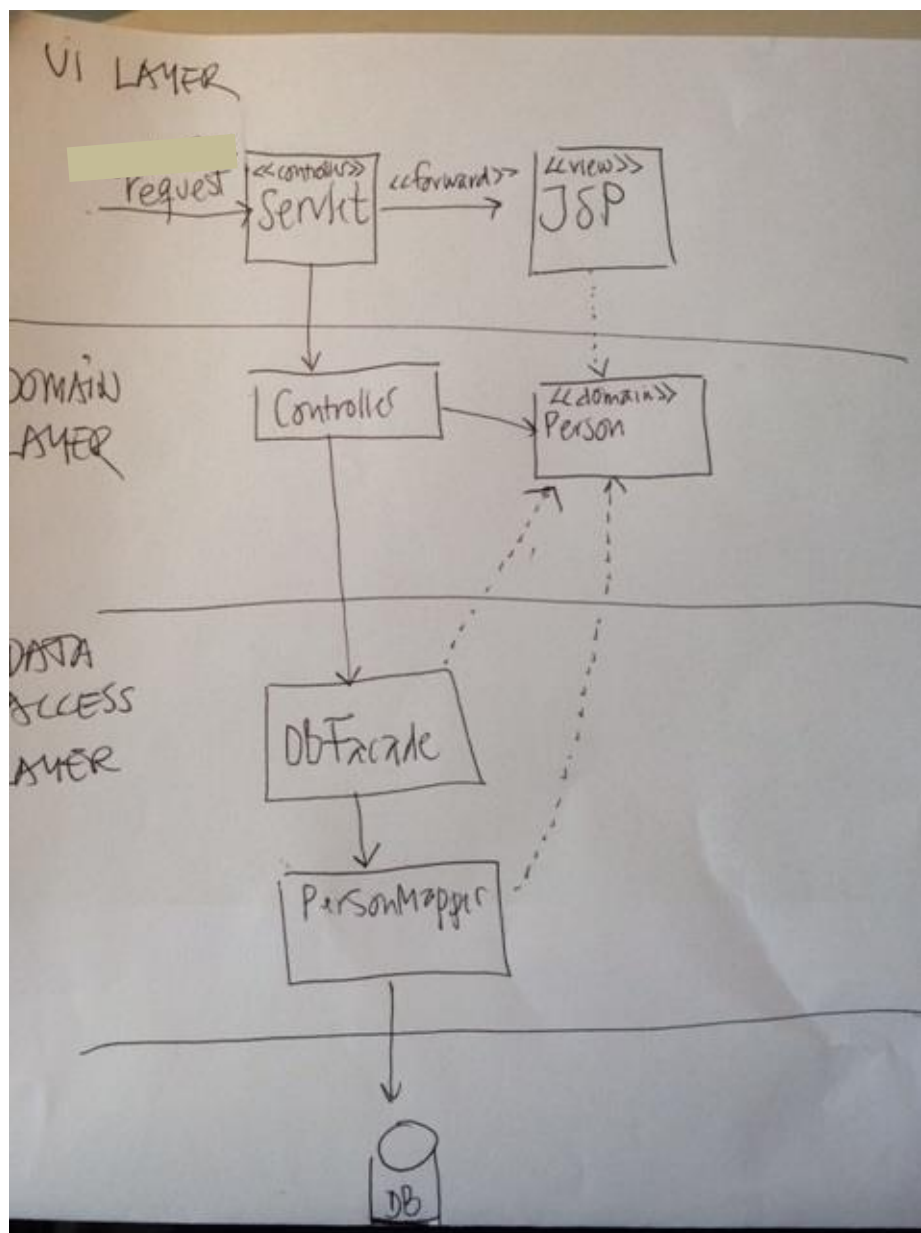 UI LAYER
request
<<controller>>
Servlet
<<forward>>
<<view>>
JSP
DOMAIN
LAYER
Controller
<<domain>>
Person
DATA
ACCESS
LAYER
DbFacade
PersonMapper
DB